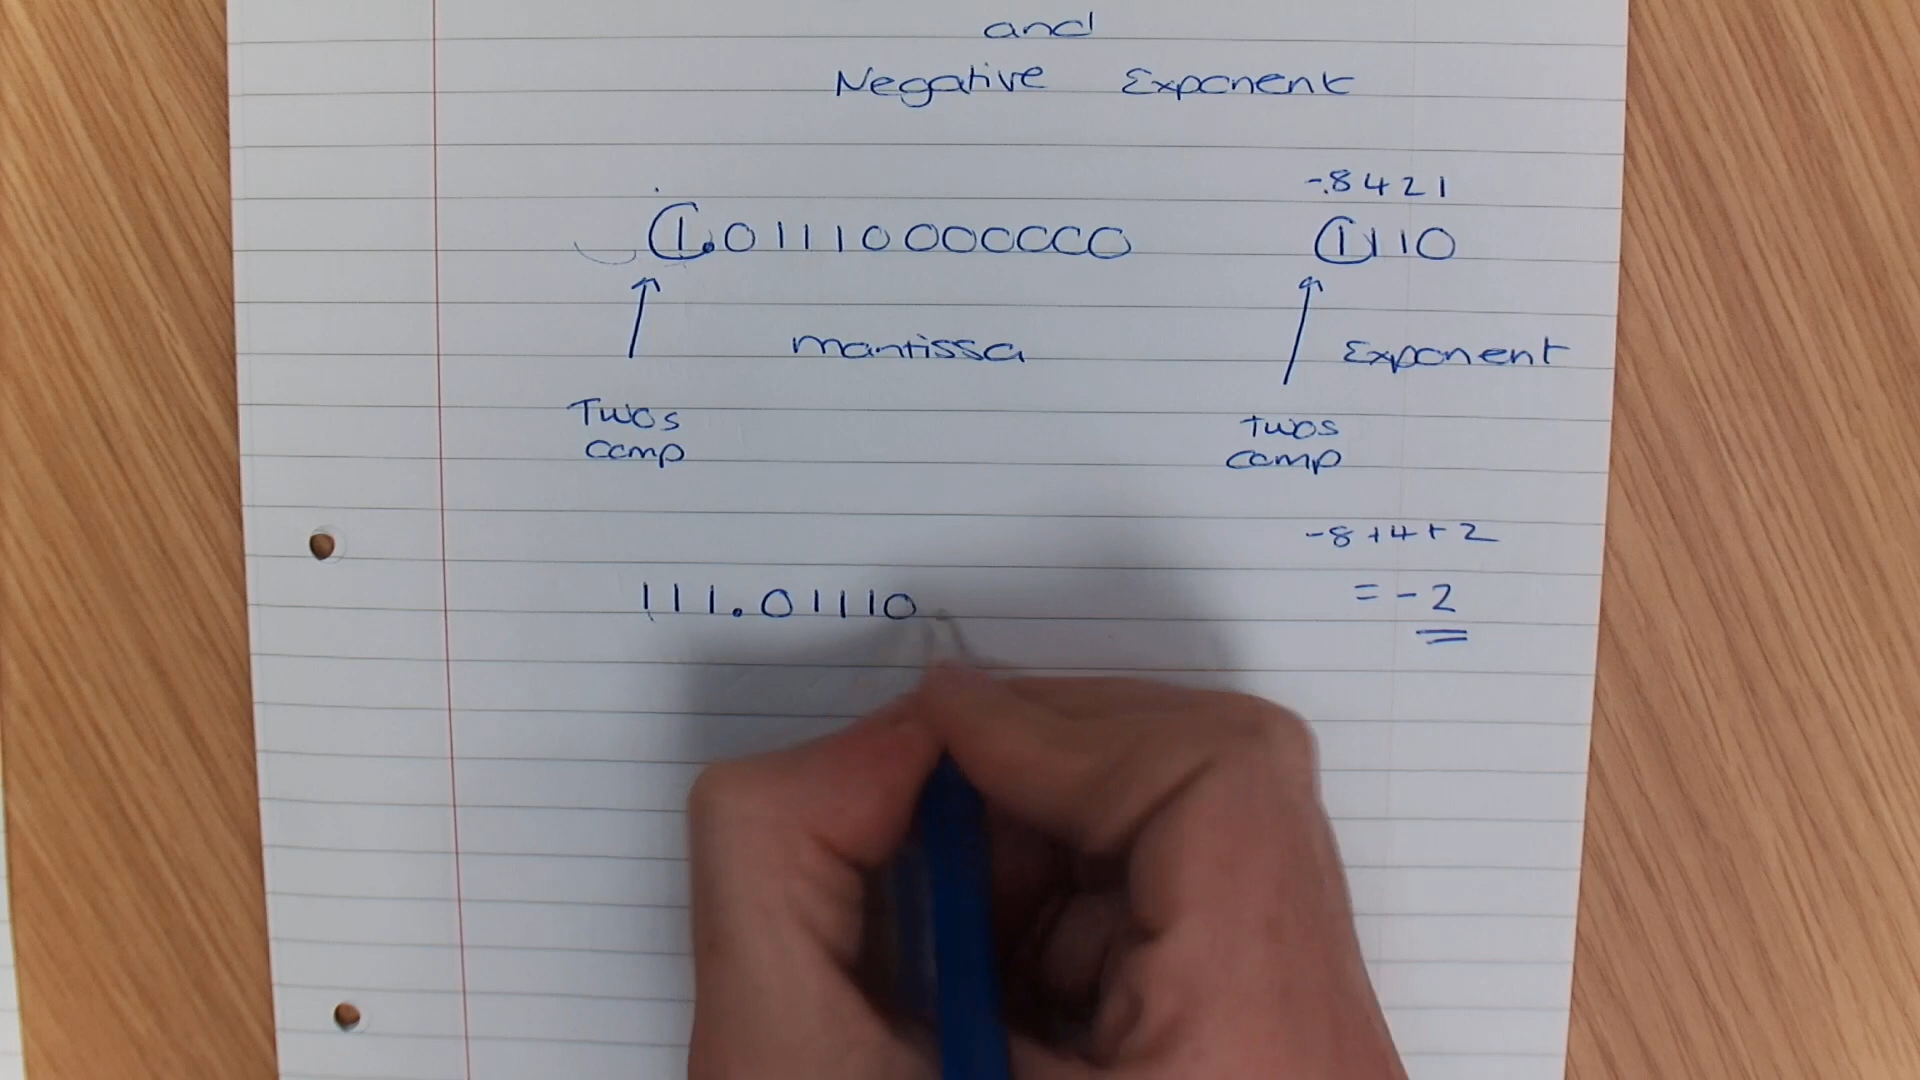 and
Negative Exponent
-8 4 2 1
1.01110000000 1110
mantissa Exponent
Twos comp twos comp
-8 + 4 + 2
111.01110 = -2